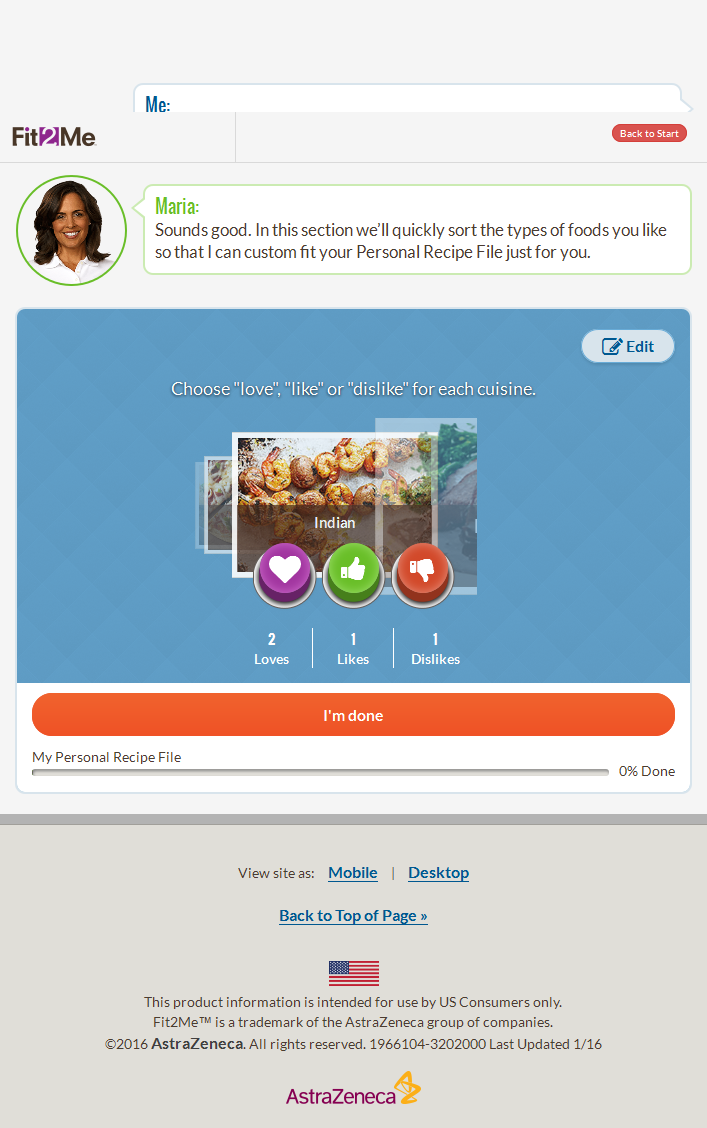 Me:
Fit2Me
Back to Start
Maria:
Sounds good. In this section we'll quickly sort the types of foods you like
so that I can custom fit your Personal Recipe File just for you.
Edit
Choose "love", "like" or "dislike" for each cuisine.
Indian
2
Loves
1
Likes
1
Dislikes
I'm done
My Personal Recipe File
0% Done
View site as: Mobile | Desktop
Back to Top of Page »
This product information is intended for use by US Consumers only.
Fit2Me™ is a trademark of the AstraZeneca group of companies.
©2016 AstraZeneca. All rights reserved. 1966104-3202000 Last Updated 1/16
AstraZeneca